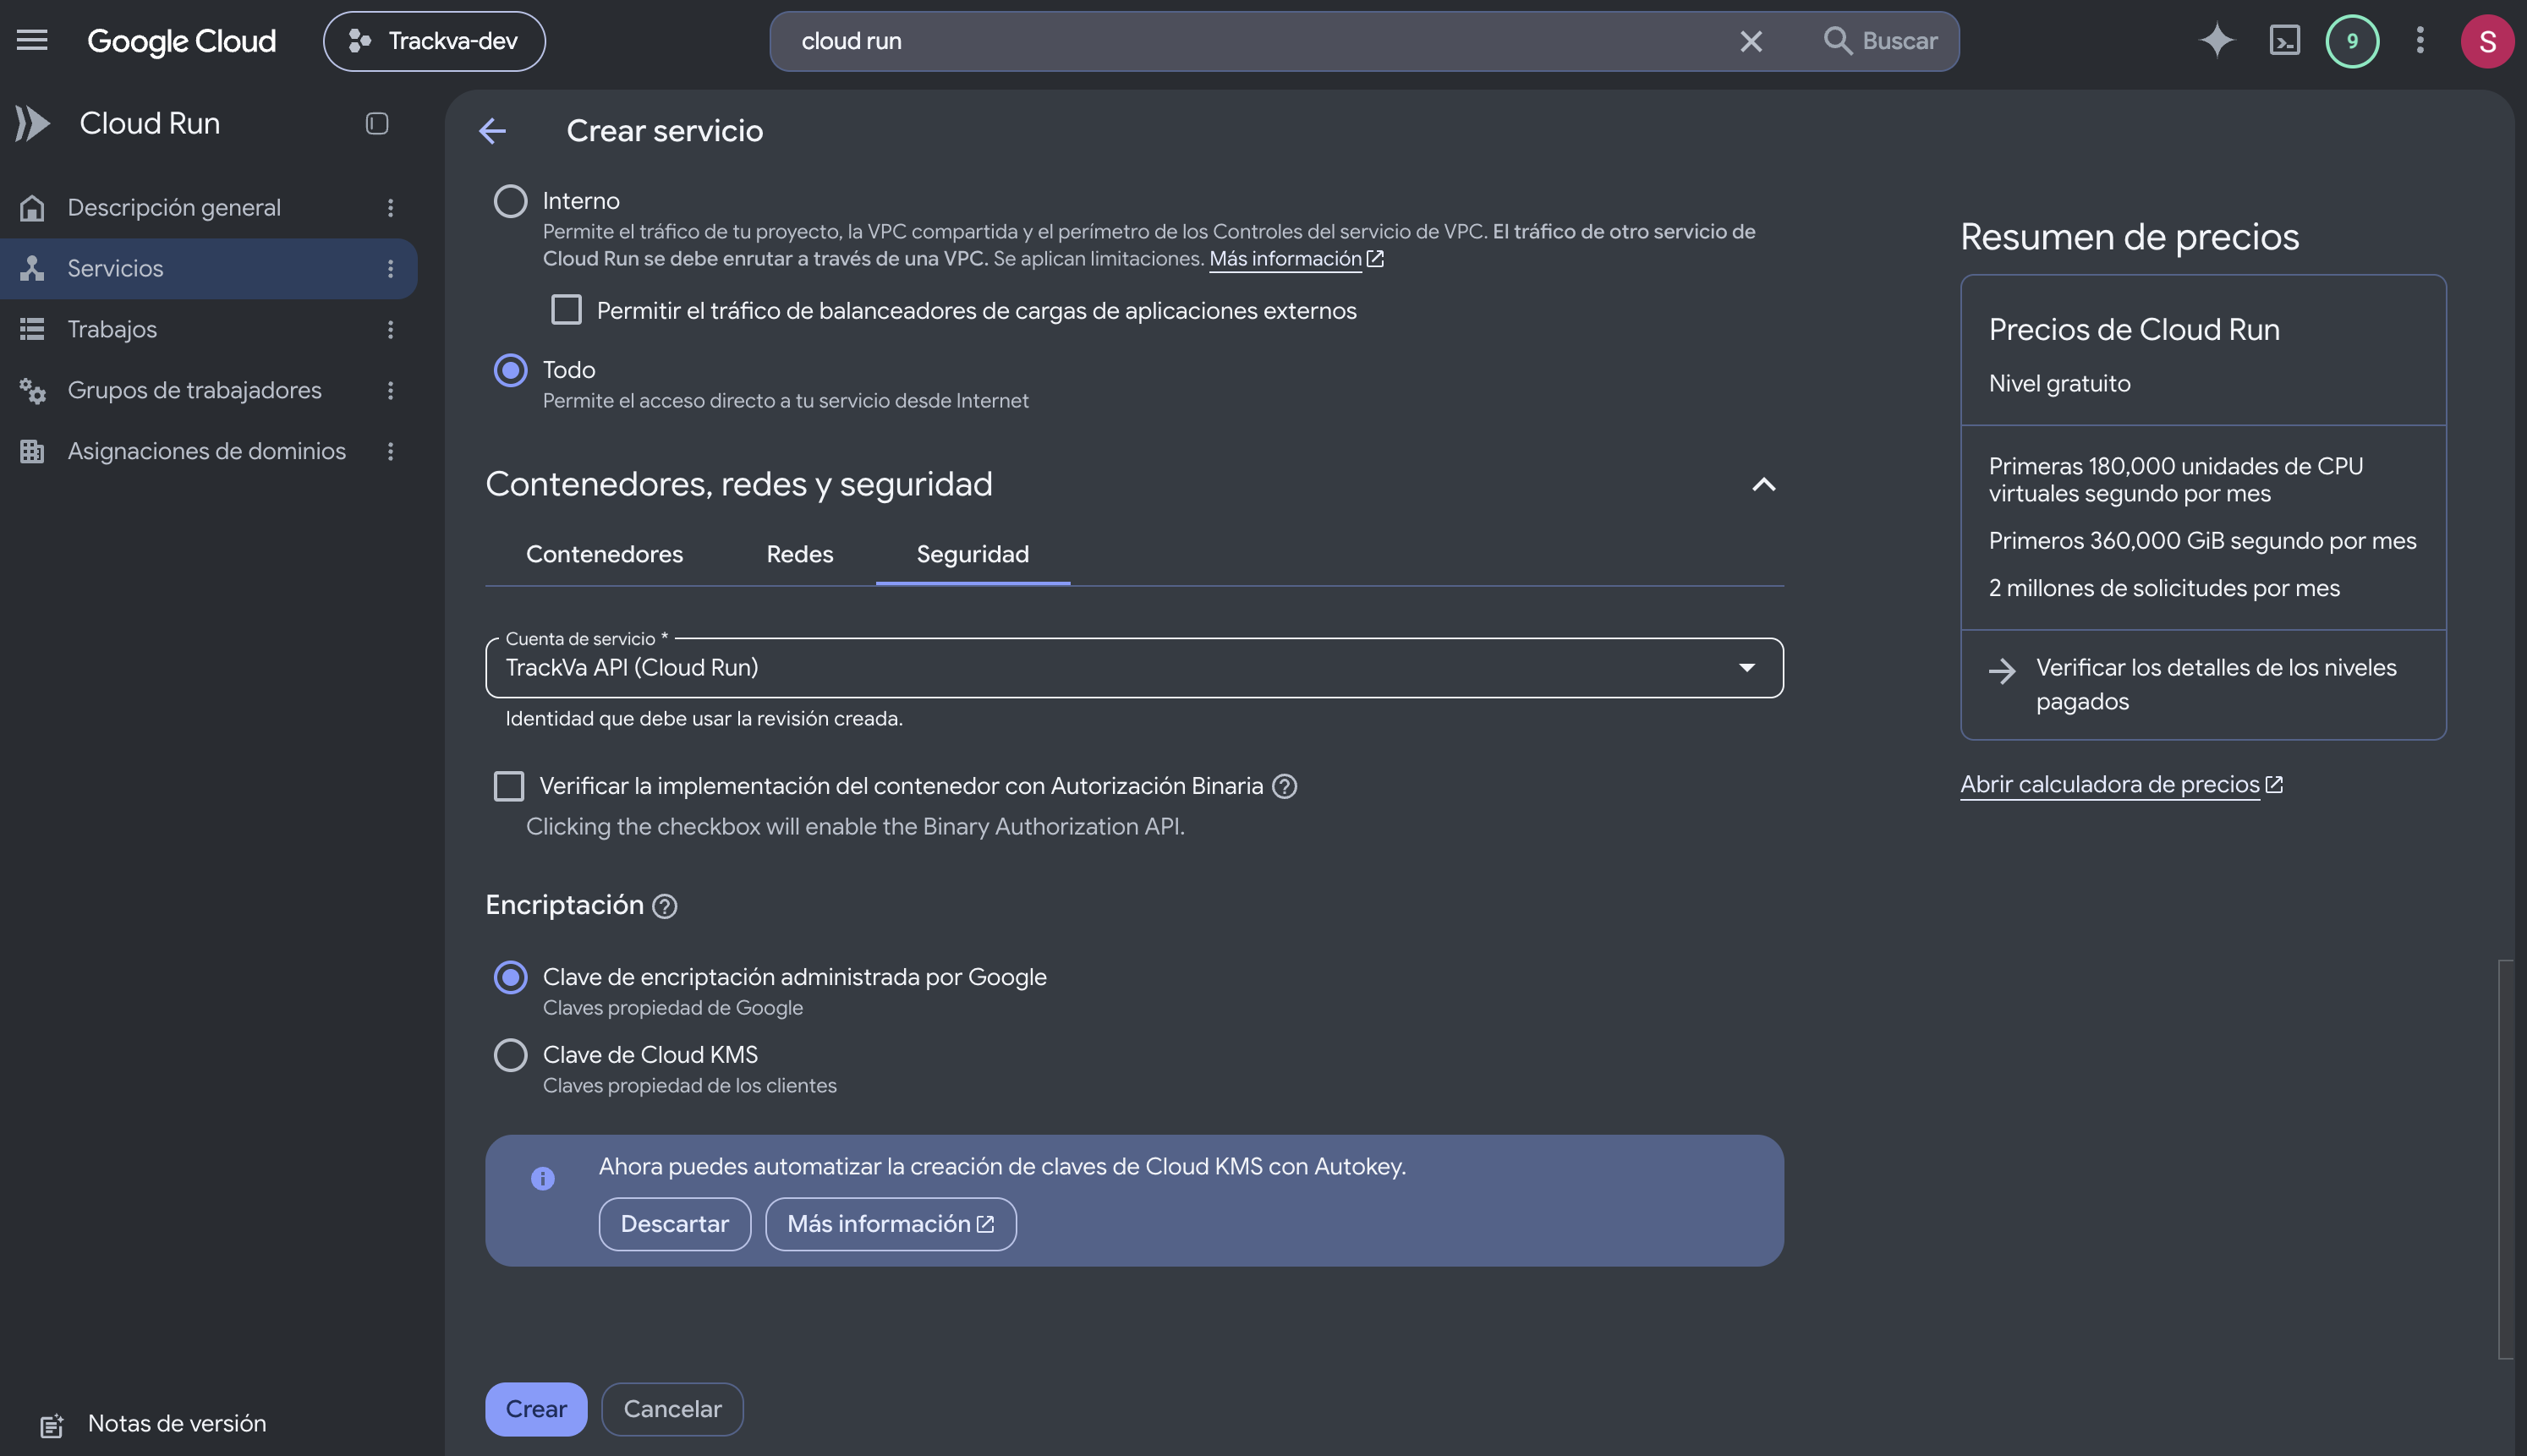 Google Cloud
Trackva-dev
cloud run
Buscar
9
S
Cloud Run
Descripción general
Servicios
Trabajos
Grupos de trabajadores
Asignaciones de dominios
Notas de versión
Crear servicio
Interno
Permite el tráfico de tu proyecto, la VPC compartida y el perímetro de los Controles del servicio de VPC. El tráfico de otro servicio de
Cloud Run se debe enrutar a través de una VPC. Se aplican limitaciones. Más información
Permitir el tráfico de balanceadores de cargas de aplicaciones externos
Todo
Permite el acceso directo a tu servicio desde Internet
Contenedores, redes y seguridad
Contenedores
Redes
Seguridad
Cuenta de servicio *
TrackVa API (Cloud Run)
Identidad que debe usar la revisión creada.
Verificar la implementación del contenedor con Autorización Binaria
Clicking the checkbox will enable the Binary Authorization API.
Encriptación
Clave de encriptación administrada por Google
Claves propiedad de Google
Clave de Cloud KMS
Claves propiedad de los clientes
Ahora puedes automatizar la creación de claves de Cloud KMS con Autokey.
Descartar
Más información
Crear
Cancelar
Resumen de precios
Precios de Cloud Run
Nivel gratuito
Primeras 180,000 unidades de CPU
virtuales segundo por mes
Primeros 360,000 GiB segundo por mes
2 millones de solicitudes por mes
Verificar los detalles de los niveles
pagados
Abrir calculadora de precios